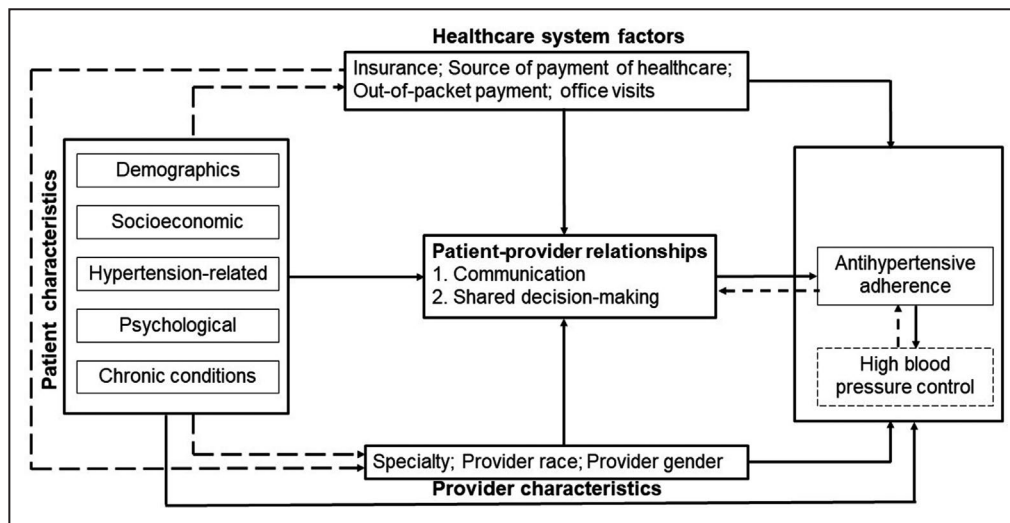 Healthcare system factors
Insurance; Source of payment of healthcare;
Out-of-packet payment; office visits
Patient characteristics
Demographics
Socioeconomic
Hypertension-related
Psychological
Chronic conditions
Patient-provider relationships
1. Communication
2. Shared decision-making
Antihypertensive
adherence
High blood
pressure control
Specialty; Provider race; Provider gender
Provider characteristics